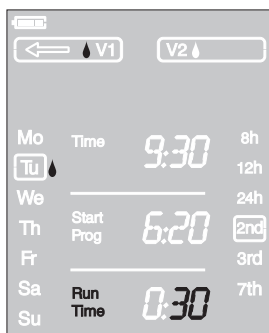 V1 V2
Mo Time 9:30 8h
Tu 12h
We 24h
Th Start Prog 6:20 2nd
Fr 3rd
Sa Run Time 0:30 7th
Su